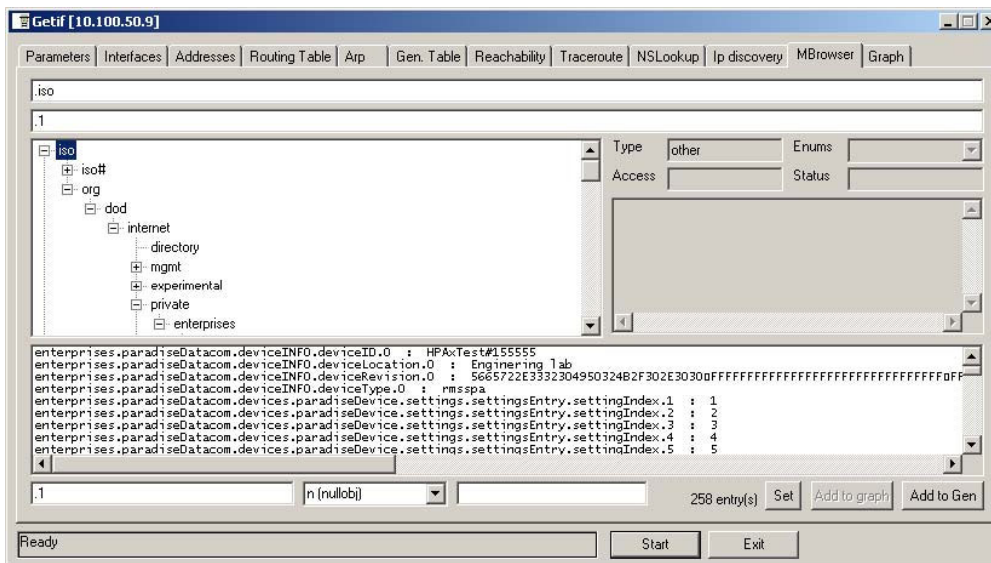 Getif [10.100.50.9]
Parameters Interfaces Addresses Routing Table Arp Gen. Table Reachability Traceroute NSLookup Ip discovery MBrowser Graph
.iso
.1
iso
iso#
org
dod
internet
directory
mgmt
experimental
private
enterprises
Type other Enums
Access Status
enterprises.paradiseDatacom.deviceINFO.deviceID.0 : HPAxTest#155555
enterprises.paradiseDatacom.deviceINFO.deviceLocation.0 : Enginering lab
enterprises.paradiseDatacom.deviceINFO.deviceRevision.0 :
enterprises.paradiseDatacom.deviceINFO.deviceType.0 : rmsspa
enterprises.paradiseDatacom.devices.paradiseDevice.settings.settingsEntry.settingIndex.1 : 1
enterprises.paradiseDatacom.devices.paradiseDevice.settings.settingsEntry.settingIndex.2 : 2
enterprises.paradiseDatacom.devices.paradiseDevice.settings.settingsEntry.settingIndex.3 : 3
enterprises.paradiseDatacom.devices.paradiseDevice.settings.settingsEntry.settingIndex.4 : 4
enterprises.paradiseDatacom.devices.paradiseDevice.settings.settingsEntry.settingIndex.5 : 5
.1 n (nullobj) 258 entry(s) Set Add to graph Add to Gen
Ready Start Exit